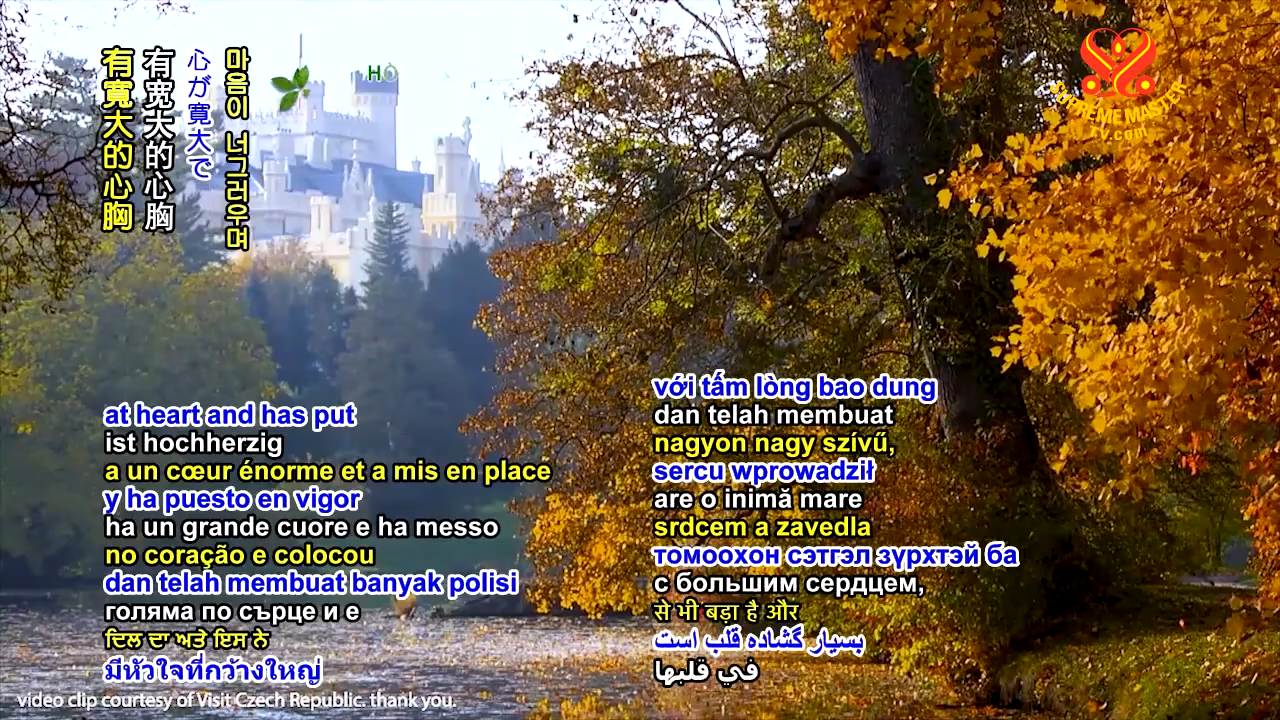 有寬大的心胸
有宽大的心胸
心が寛大で
마음이 너그러우며
HÔ
SUPREME MASTER
TV.com
at heart and has put
ist hochherzig
a un cœur énorme et a mis en place
y ha puesto en vigor
ha un grande cuore e ha messo
no coração e colocou
dan telah membuat banyak polisi
голяма по сърце и е
ਦਿਲ ਦਾ ਅਤੇ ਇਸ ਨੇ
มีหัวใจที่กว้างใหญ่
với tấm lòng bao dung
dan telah membuat
nagyon nagy szívű,
sercu wprowadził
are o inimă mare
srdcem a zavedla
томоохон сэтгэл зүрхтэй ба
с большим сердцем,
से भी बड़ा है और
بسیار گشاده قلب است
في قلبها
video clip courtesy of Visit Czech Republic. thank you.